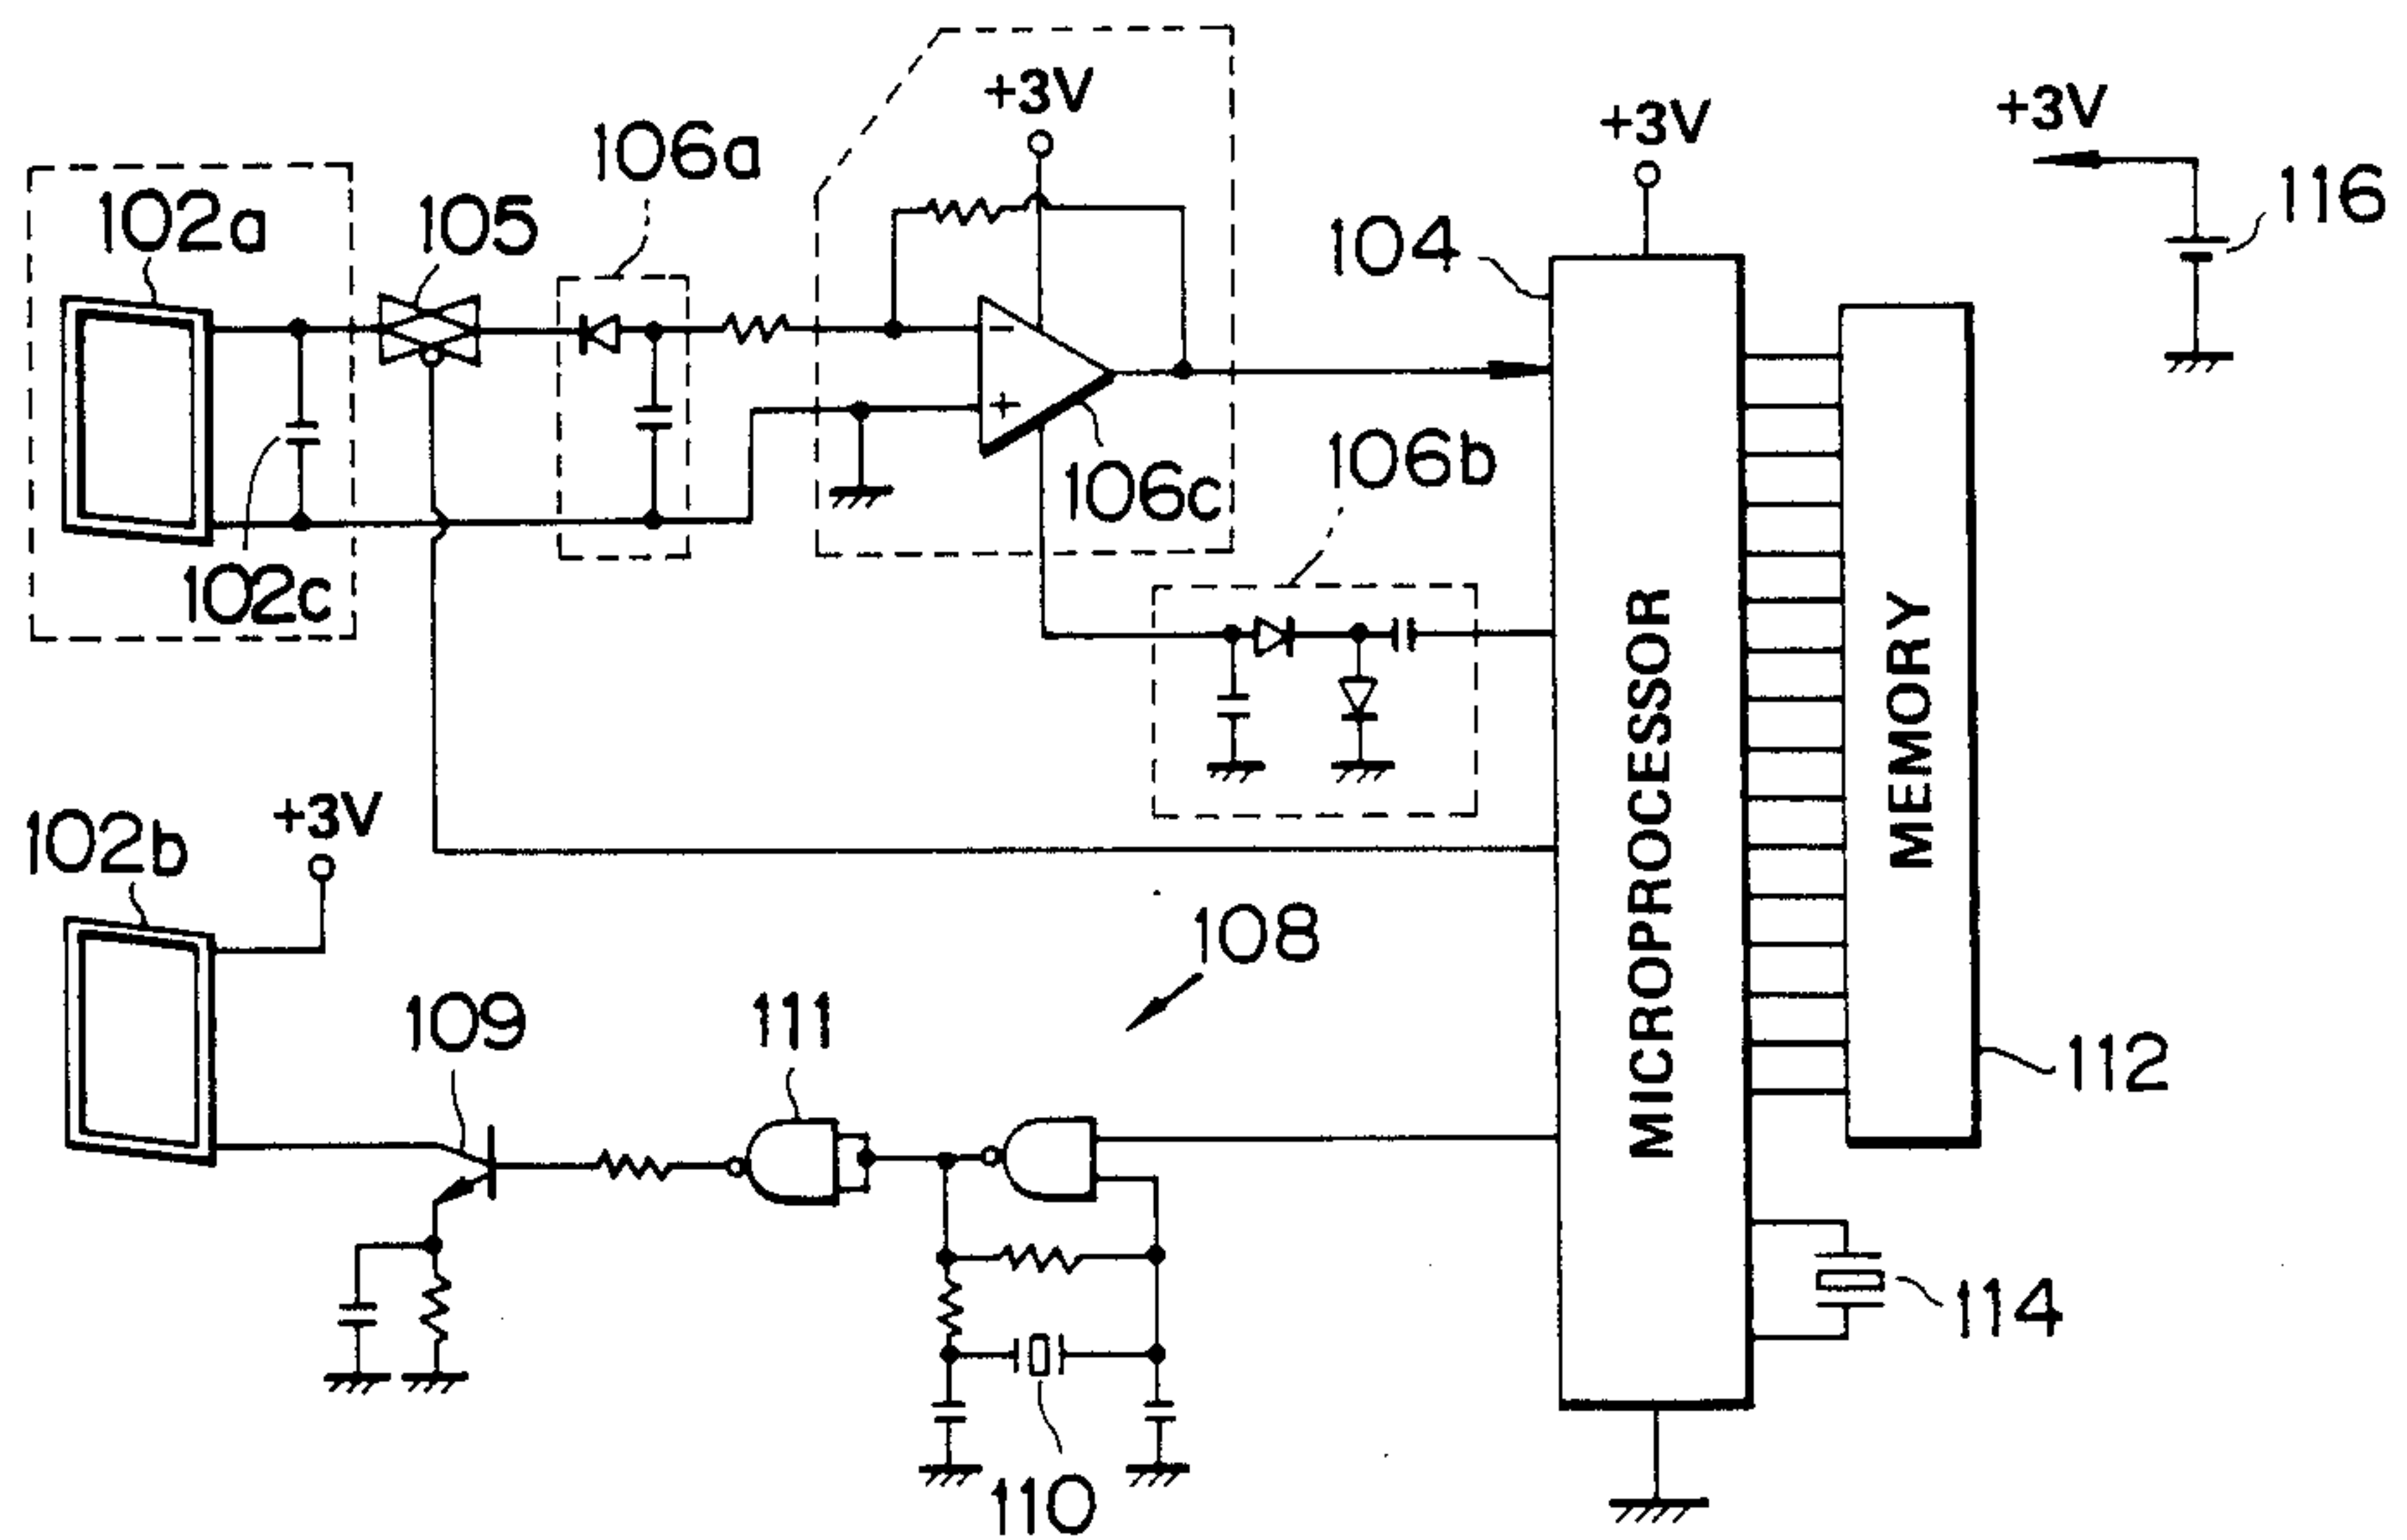 +3V
+3V
+3V
106a
116
102a
105
104
106b
106c
102c
MICROPROCESSOR
MEMORY
+3V
102b
108
109
111
112
114
110